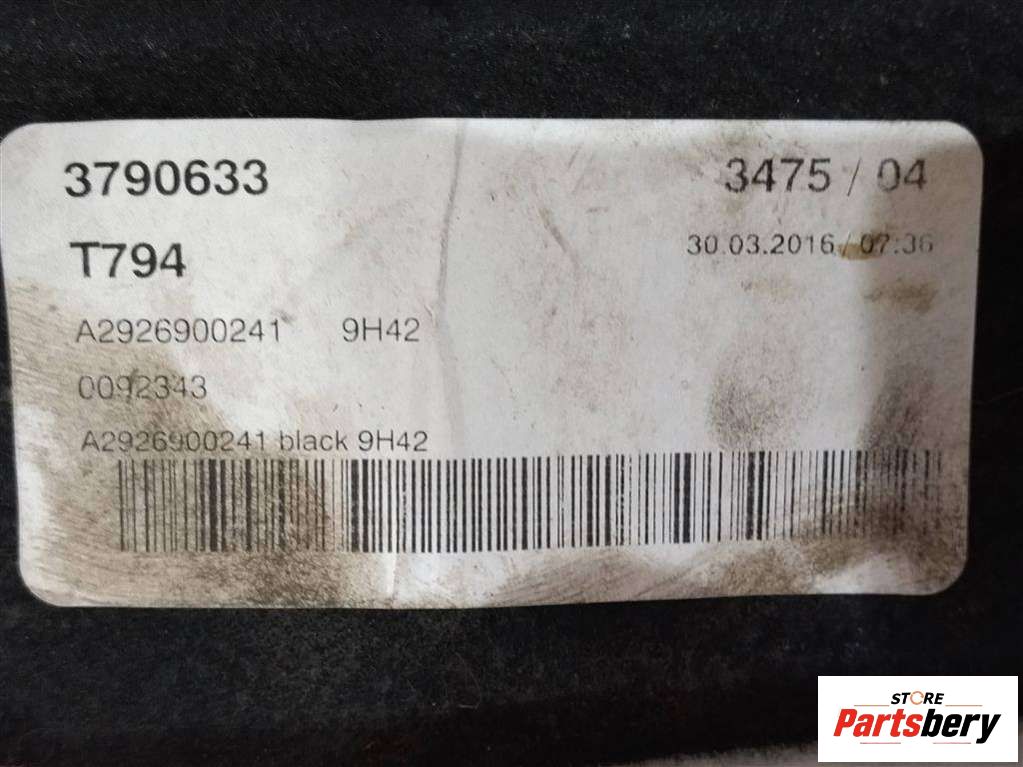 3790633 3475 / 04
T794 30.03.2016 / 07:36
A2926900241 9H42
0092343
A2926900241 black 9H42
STORE
Partsbery